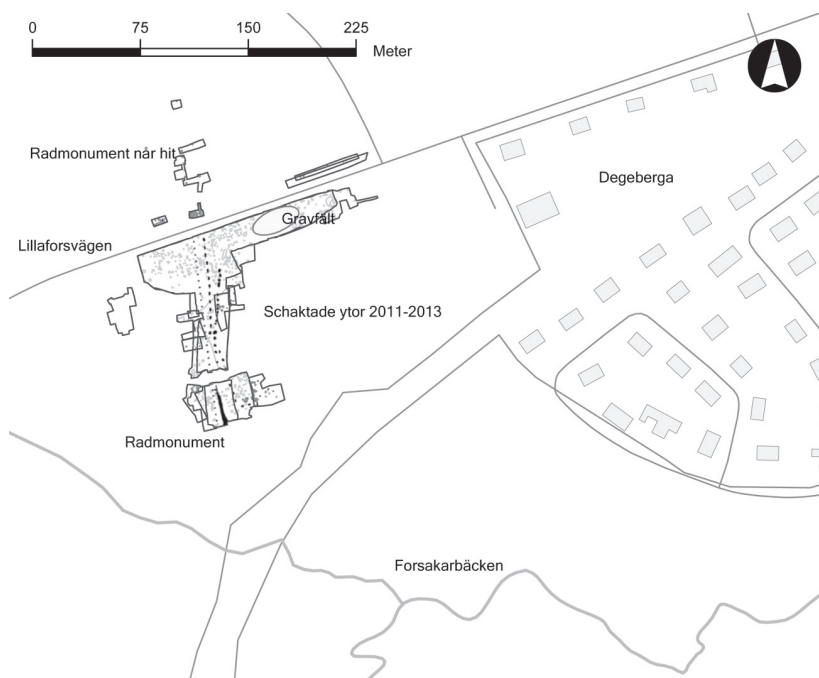 0 75 150 225
Meter
Radmonument når hit
Degeberga
Gravfält
Lillaforsvägen
Schaktade ytor 2011-2013
Radmonument
Forsakarbäcken